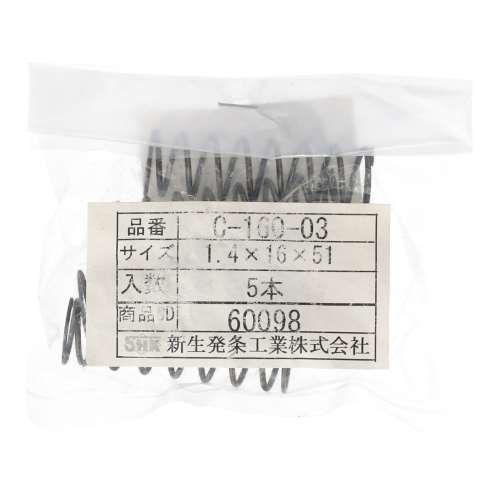 品番 C-160-03
サイズ 1.4×16×51
入数 5本
商品ID 60098
SHK 新生発条工業株式会社